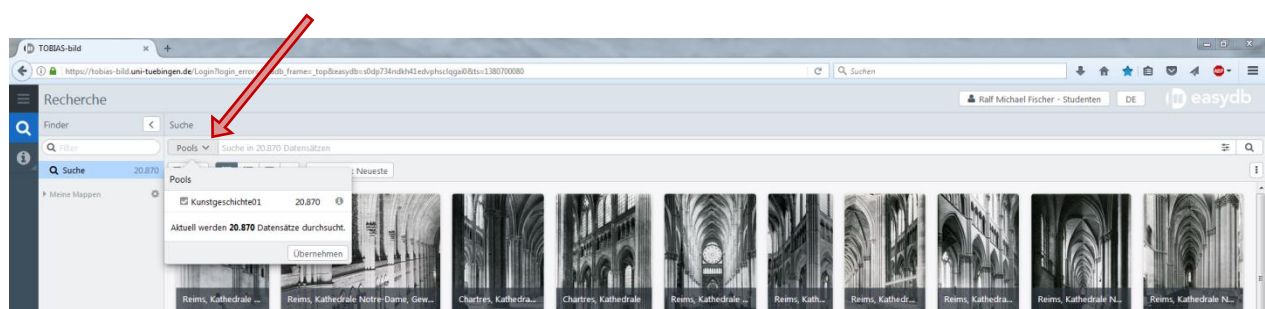 TOBIAS-bild
https://tobias-bild.uni-tuebingen.de/Login?login_error= db_frame=_top&easydb=s0dp734ndkh41edvphsclqgai0&ts=1380700080
Suchen
Recherche
Ralf Michael Fischer - Studenten
DE
easydb
Finder
Suche
Filter
Pools
Suche in 20.870 Datensätzen
Suche
20.870
Neueste
Meine Mappen
Pools
Kunstgeschichte01
20.870
Aktuell werden 20.870 Datensätze durchsucht.
Übernehmen
Reims, Kathedrale ...
Reims, Kathedrale Notre-Dame, Gew...
Chartres, Kathedra...
Chartres, Kathedrale
Reims, Kathedrale ...
Reims, Kath...
Reims, Kathedr...
Reims, Kathedra...
Reims, Kathedrale N...
Reims, Kathedrale N...